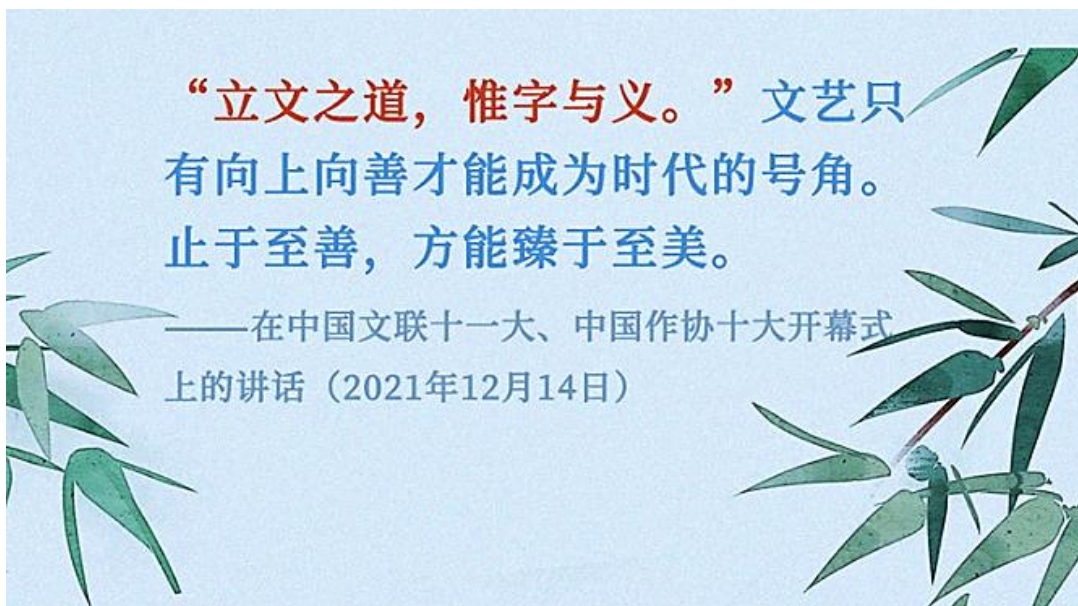 “立文之道，惟字与义。”文艺只
有向上向善才能成为时代的号角。
止于至善，方能臻于至美。
——在中国文联十一大、中国作协十大开幕式
上的讲话（2021年12月14日）